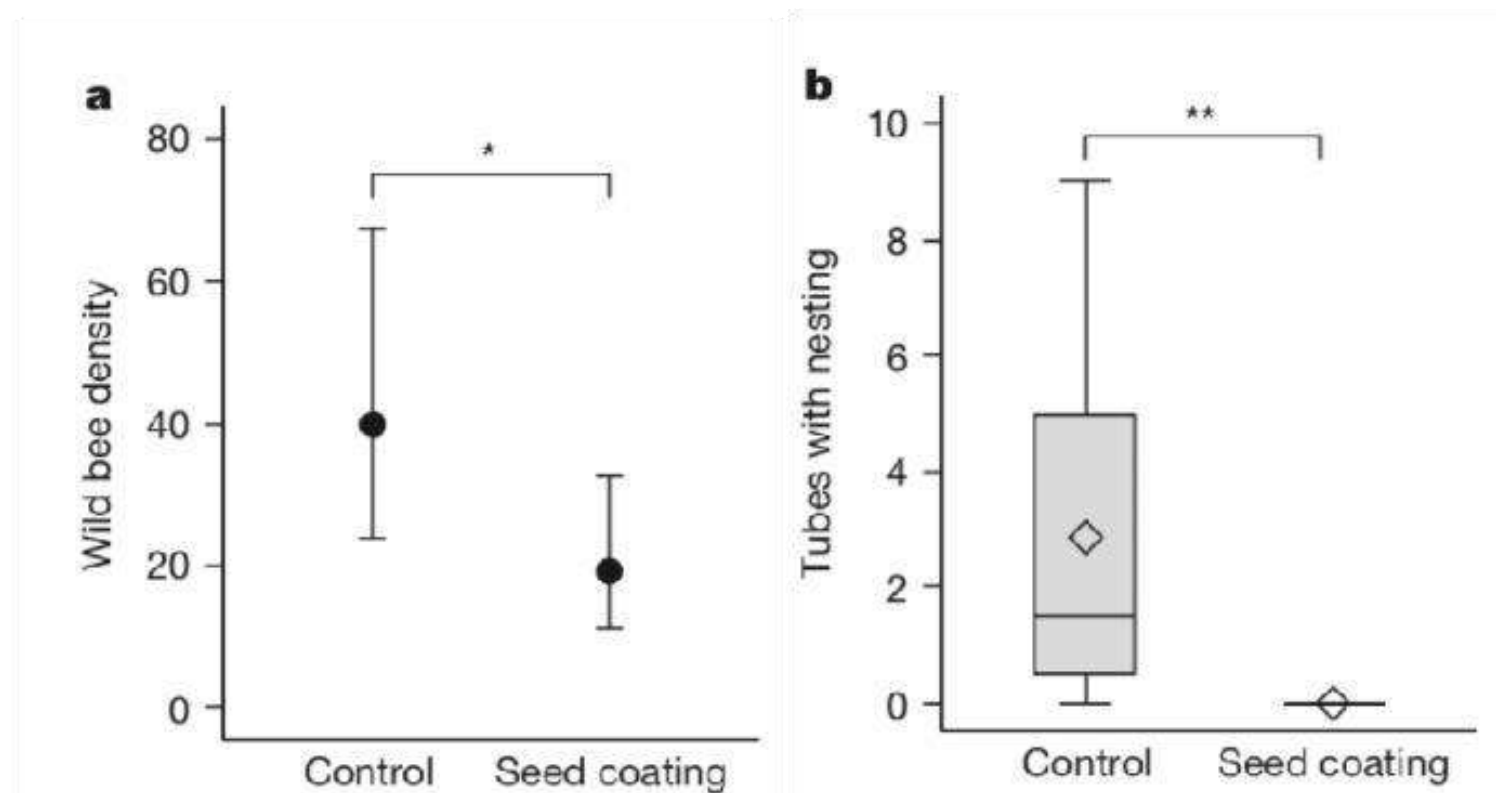 a
80
60
40
20
0
Wild bee density
*
Control
Seed coating
b
10
8
6
4
2
0
Tubes with nesting
**
Control
Seed coating